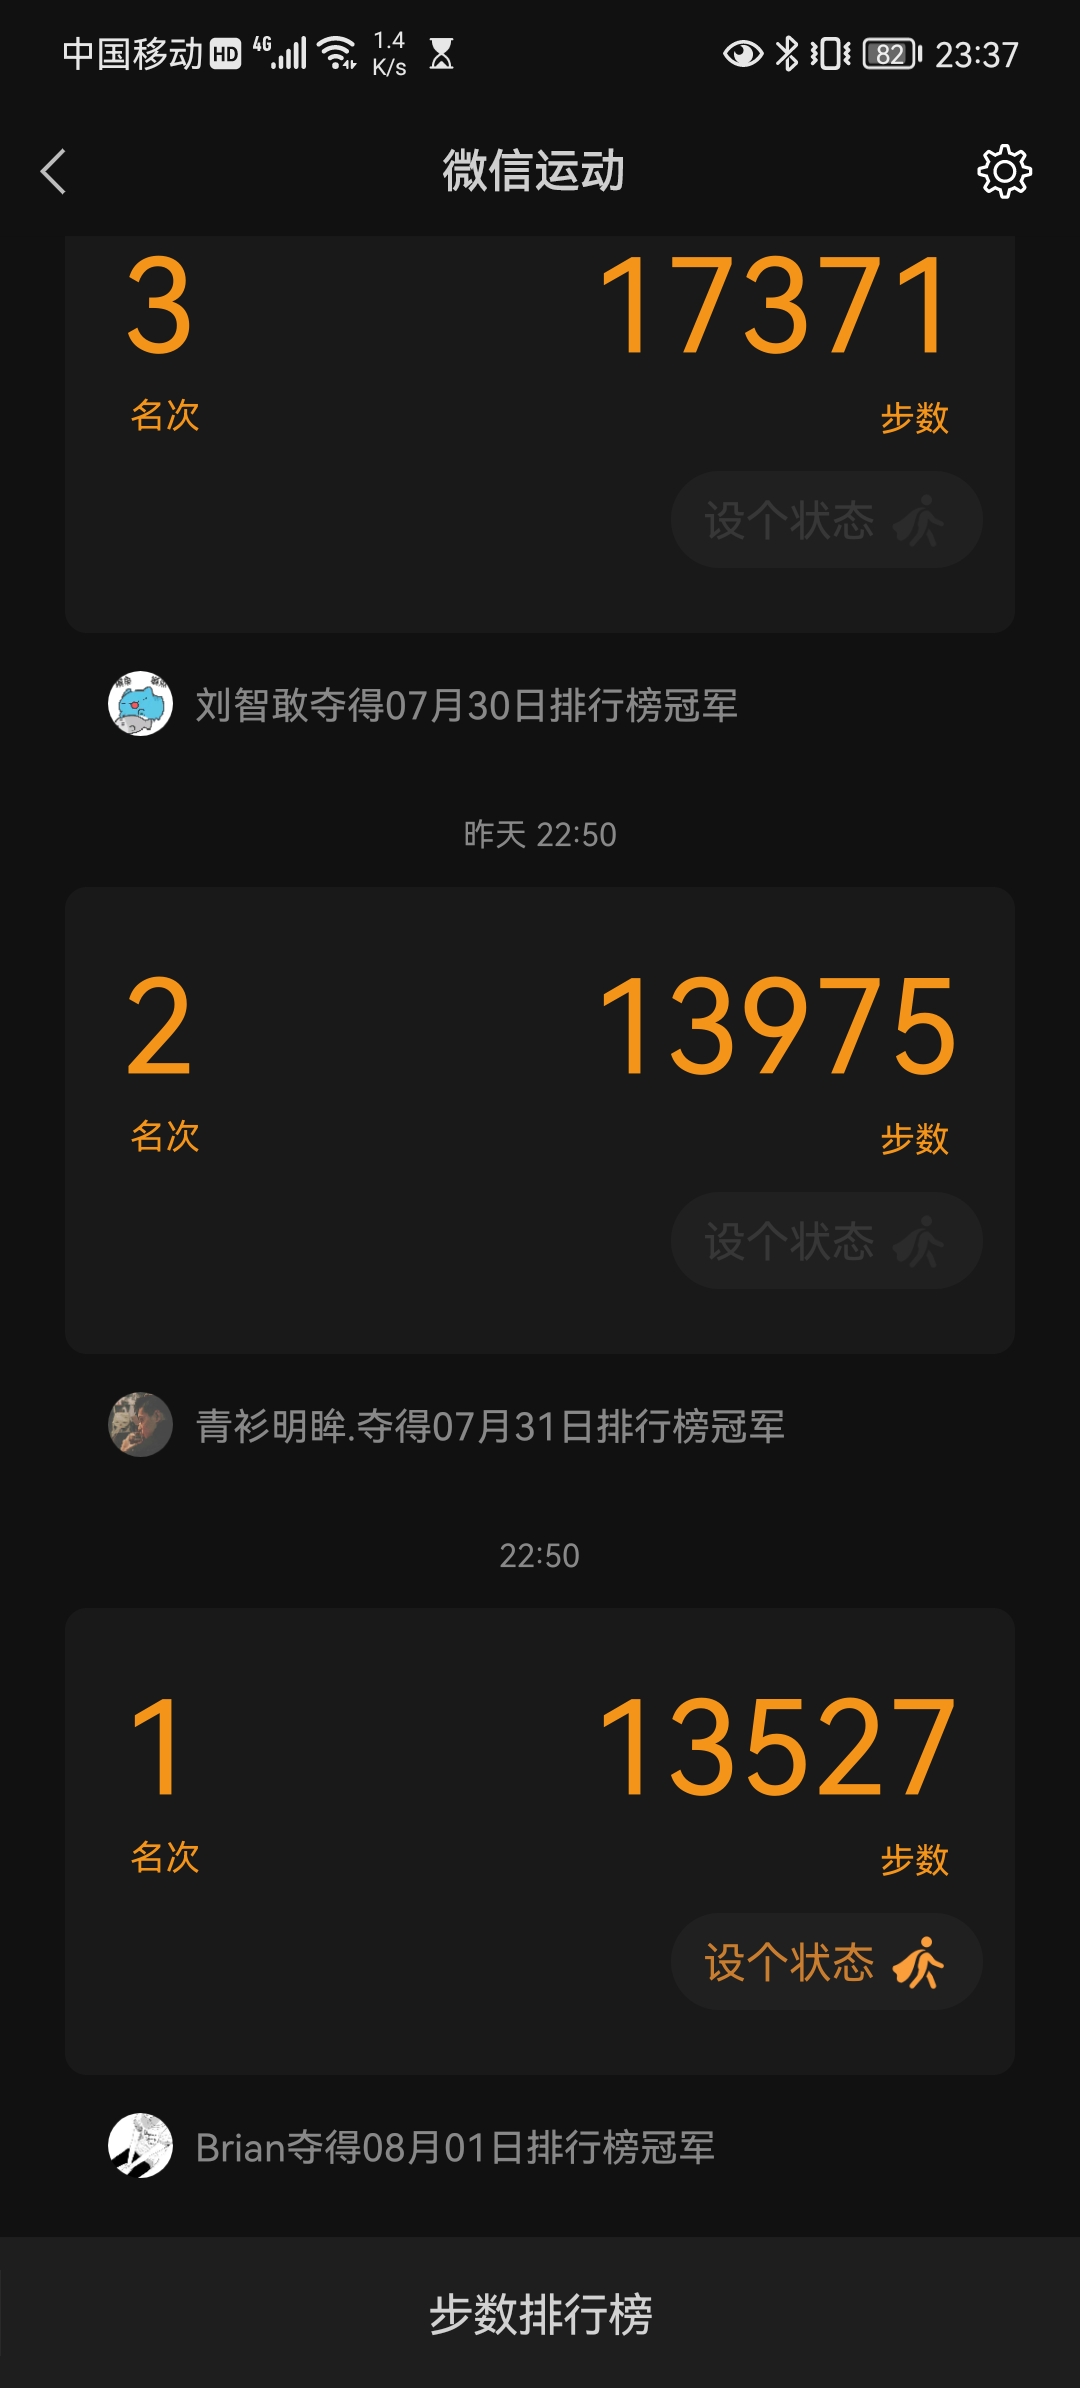 中国移动 HD 4G 1.4 K/s 82 23:37
微信运动
3 17371
名次 步数
设个状态
刘智敢夺得07月30日排行榜冠军
昨天 22:50
2 13975
名次 步数
设个状态
青衫明眸.夺得07月31日排行榜冠军
22:50
1 13527
名次 步数
设个状态
Brian夺得08月01日排行榜冠军
步数排行榜